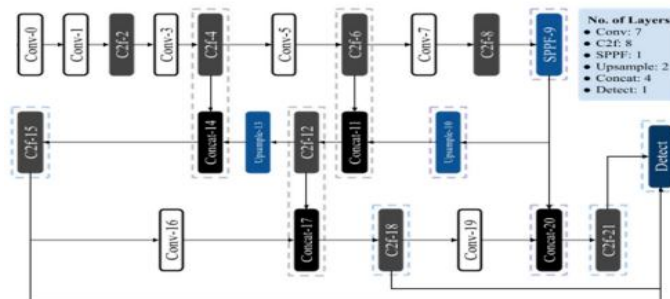 Conv-0
Conv-1
C2f-2
Conv-3
C2f-4
Conv-5
C2f-6
Conv-7
C2f-8
SPPF-9
No. of Layers
• Conv: 7
• C2f: 8
• SPPF: 1
• Upsample: 2
• Concat: 4
• Detect: 1
C2f-15
Concat-14
Upsample-13
C2f-12
Concat-11
Upsample-10
Detect
Conv-16
Concat-17
C2f-18
Conv-19
Concat-20
C2f-21